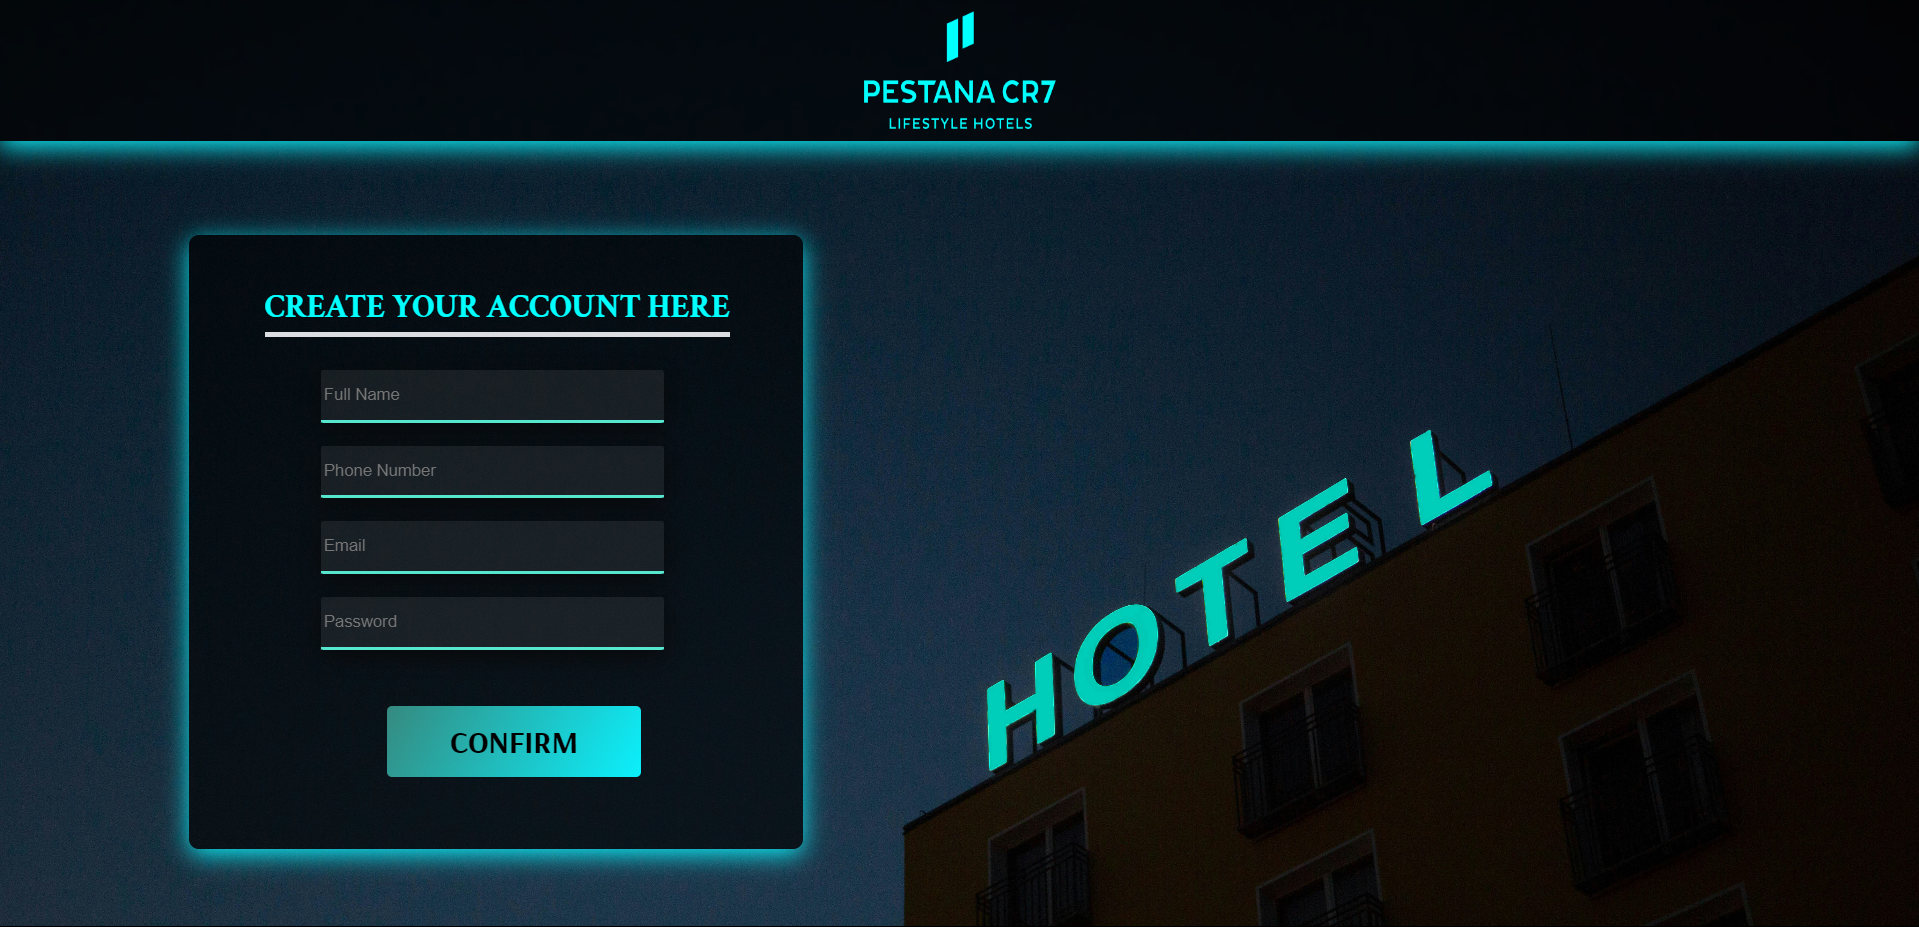 PESTANA CR7
LIFESTYLE HOTELS
CREATE YOUR ACCOUNT HERE
Full Name
Phone Number
Email
Password
CONFIRM
HOTEL